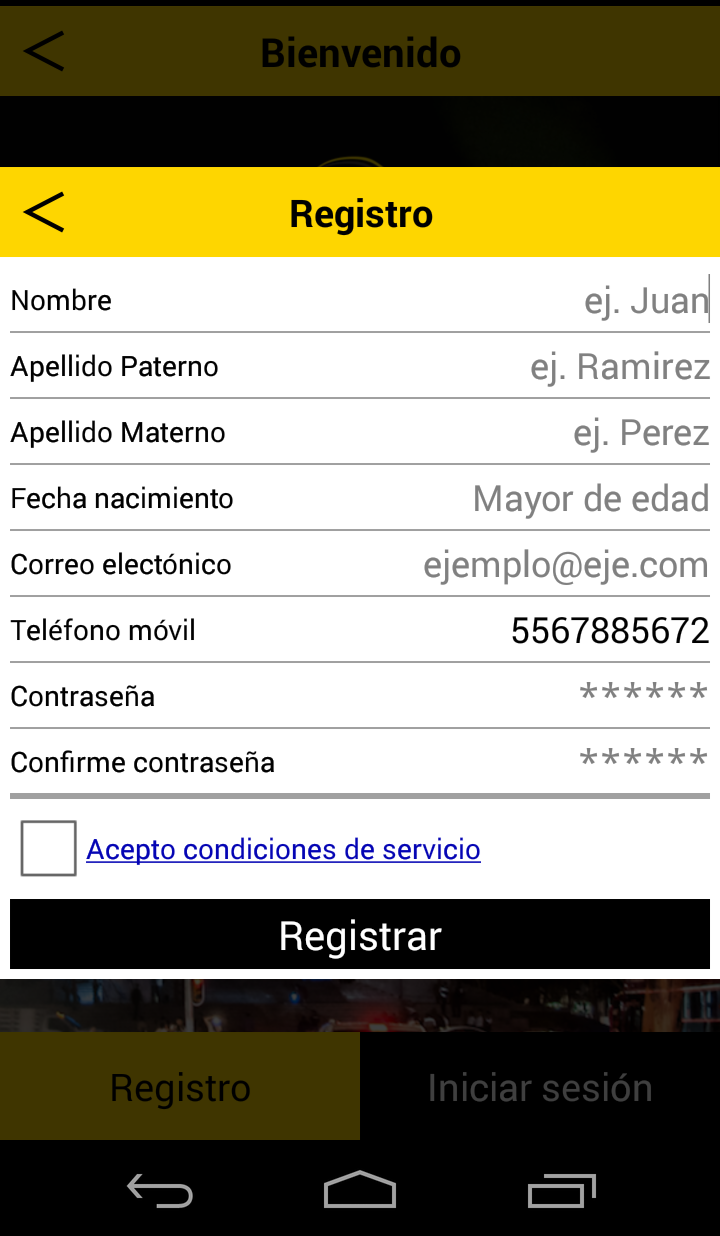 Bienvenido
Registro
Nombre ej. Juan
Apellido Paterno ej. Ramirez
Apellido Materno ej. Perez
Fecha nacimiento Mayor de edad
Correo electónico ejemplo@eje.com
Teléfono móvil 5567885672
Contraseña ******
Confirme contraseña ******
Acepto condiciones de servicio
Registrar
Registro Iniciar sesión